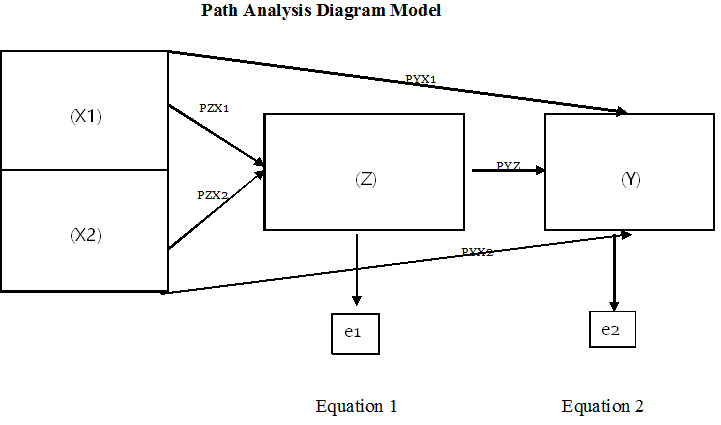 Path Analysis Diagram Model
PYX1
(X1)
PZX1
PYZ
(Z)
(Y)
PZX2
(X2)
PYX2
e1
e2
Equation 1
Equation 2